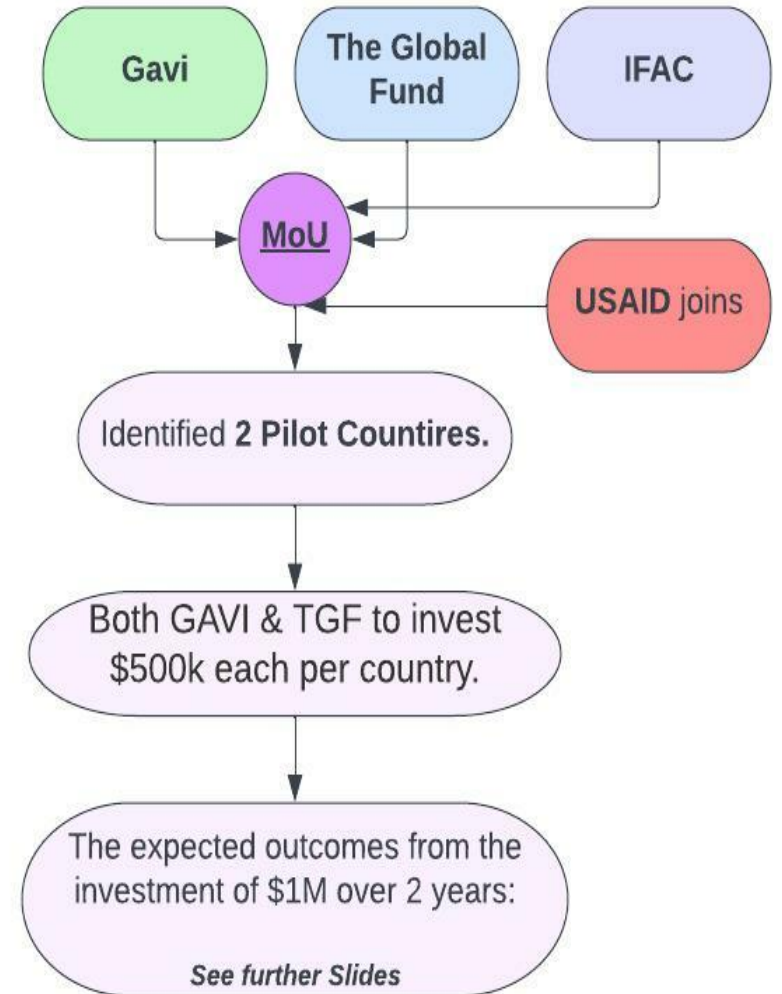 Gavi
The Global
Fund
IFAC
MoU
USAID joins
Identified 2 Pilot Countires.
Both GAVI & TGF to invest
$500k each per country.
The expected outcomes from the
investment of $1M over 2 years:
See further Slides